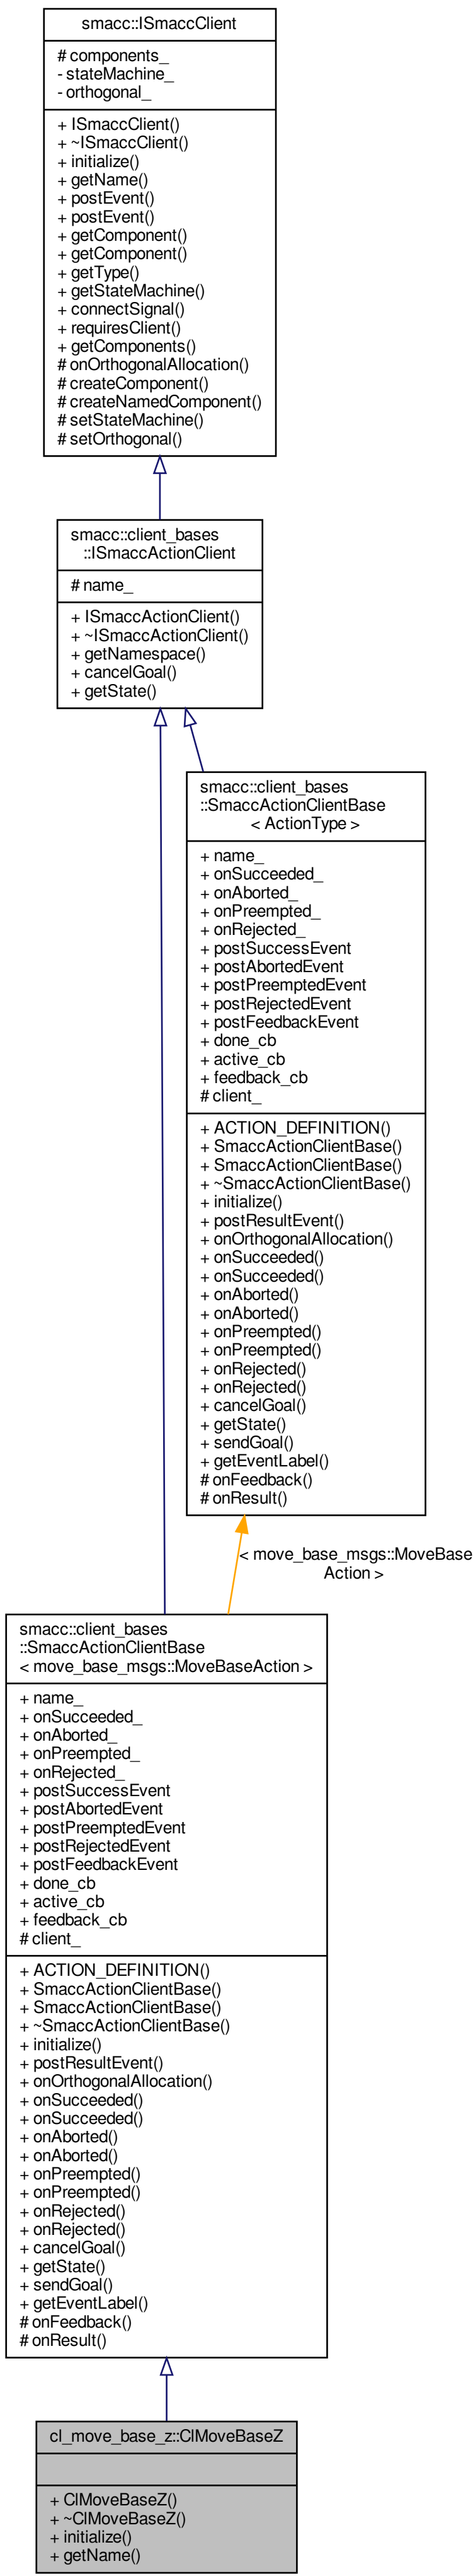 smacc::ISmaccClient
# components_
- stateMachine_
- orthogonal_
+ ISmaccClient()
+ ~ISmaccClient()
+ initialize()
+ getName()
+ postEvent()
+ postEvent()
+ getComponent()
+ getComponent()
+ getType()
+ getStateMachine()
+ connectSignal()
+ requiresClient()
+ getComponents()
# onOrthogonalAllocation()
# createComponent()
# createNamedComponent()
# setStateMachine()
# setOrthogonal()
smacc::client_bases
::ISmaccActionClient
# name_
+ ISmaccActionClient()
+ ~ISmaccActionClient()
+ getNamespace()
+ cancelGoal()
+ getState()
smacc::client_bases
::SmaccActionClientBase
< ActionType >
+ name_
+ onSucceeded_
+ onAborted_
+ onPreempted_
+ onRejected_
+ postSuccessEvent
+ postAbortedEvent
+ postPreemptedEvent
+ postRejectedEvent
+ postFeedbackEvent
+ done_cb
+ active_cb
+ feedback_cb
# client_
+ ACTION_DEFINITION()
+ SmaccActionClientBase()
+ SmaccActionClientBase()
+ ~SmaccActionClientBase()
+ initialize()
+ postResultEvent()
+ onOrthogonalAllocation()
+ onSucceeded()
+ onSucceeded()
+ onAborted()
+ onAborted()
+ onPreempted()
+ onPreempted()
+ onRejected()
+ onRejected()
+ cancelGoal()
+ getState()
+ sendGoal()
+ getEventLabel()
# onFeedback()
# onResult()
< move_base_msgs::MoveBase
Action >
smacc::client_bases
::SmaccActionClientBase
< move_base_msgs::MoveBaseAction >
+ name_
+ onSucceeded_
+ onAborted_
+ onPreempted_
+ onRejected_
+ postSuccessEvent
+ postAbortedEvent
+ postPreemptedEvent
+ postRejectedEvent
+ postFeedbackEvent
+ done_cb
+ active_cb
+ feedback_cb
# client_
+ ACTION_DEFINITION()
+ SmaccActionClientBase()
+ SmaccActionClientBase()
+ ~SmaccActionClientBase()
+ initialize()
+ postResultEvent()
+ onOrthogonalAllocation()
+ onSucceeded()
+ onSucceeded()
+ onAborted()
+ onAborted()
+ onPreempted()
+ onPreempted()
+ onRejected()
+ onRejected()
+ cancelGoal()
+ getState()
+ sendGoal()
+ getEventLabel()
# onFeedback()
# onResult()
cl_move_base_z::ClMoveBaseZ
+ ClMoveBaseZ()
+ ~ClMoveBaseZ()
+ initialize()
+ getName()